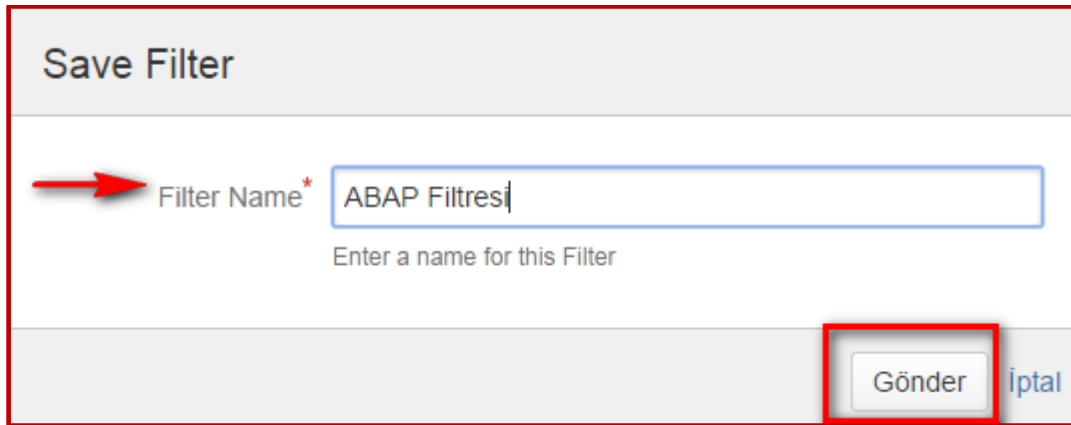 Save Filter
Filter Name* ABAP Filtresi
Enter a name for this Filter
Gönder İptal